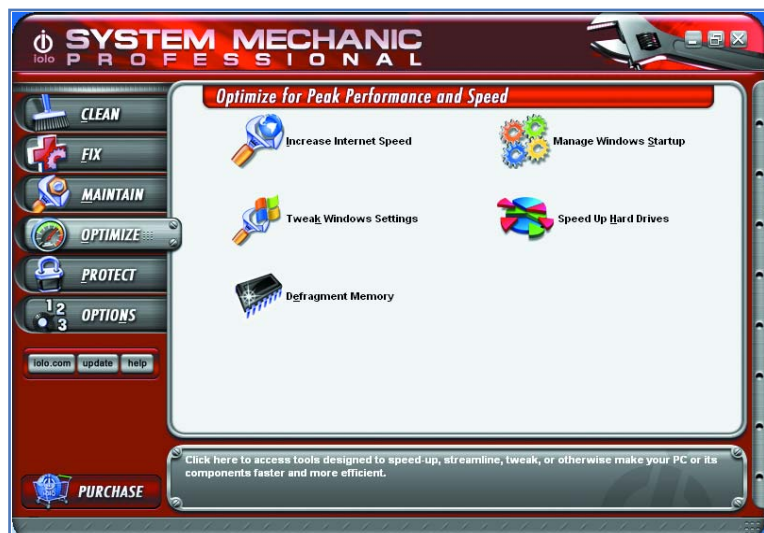 iolo
SYSTEM MECHANIC
PROFESSIONAL
CLEAN
FIX
MAINTAIN
OPTIMIZE
PROTECT
1 2 3
OPTIONS
iolo.com update help
PURCHASE
Optimize for Peak Performance and Speed
Increase Internet Speed
Manage Windows Startup
Tweak Windows Settings
Speed Up Hard Drives
Defragment Memory
Click here to access tools designed to speed-up, streamline, tweak, or otherwise make your PC or its
components faster and more efficient.